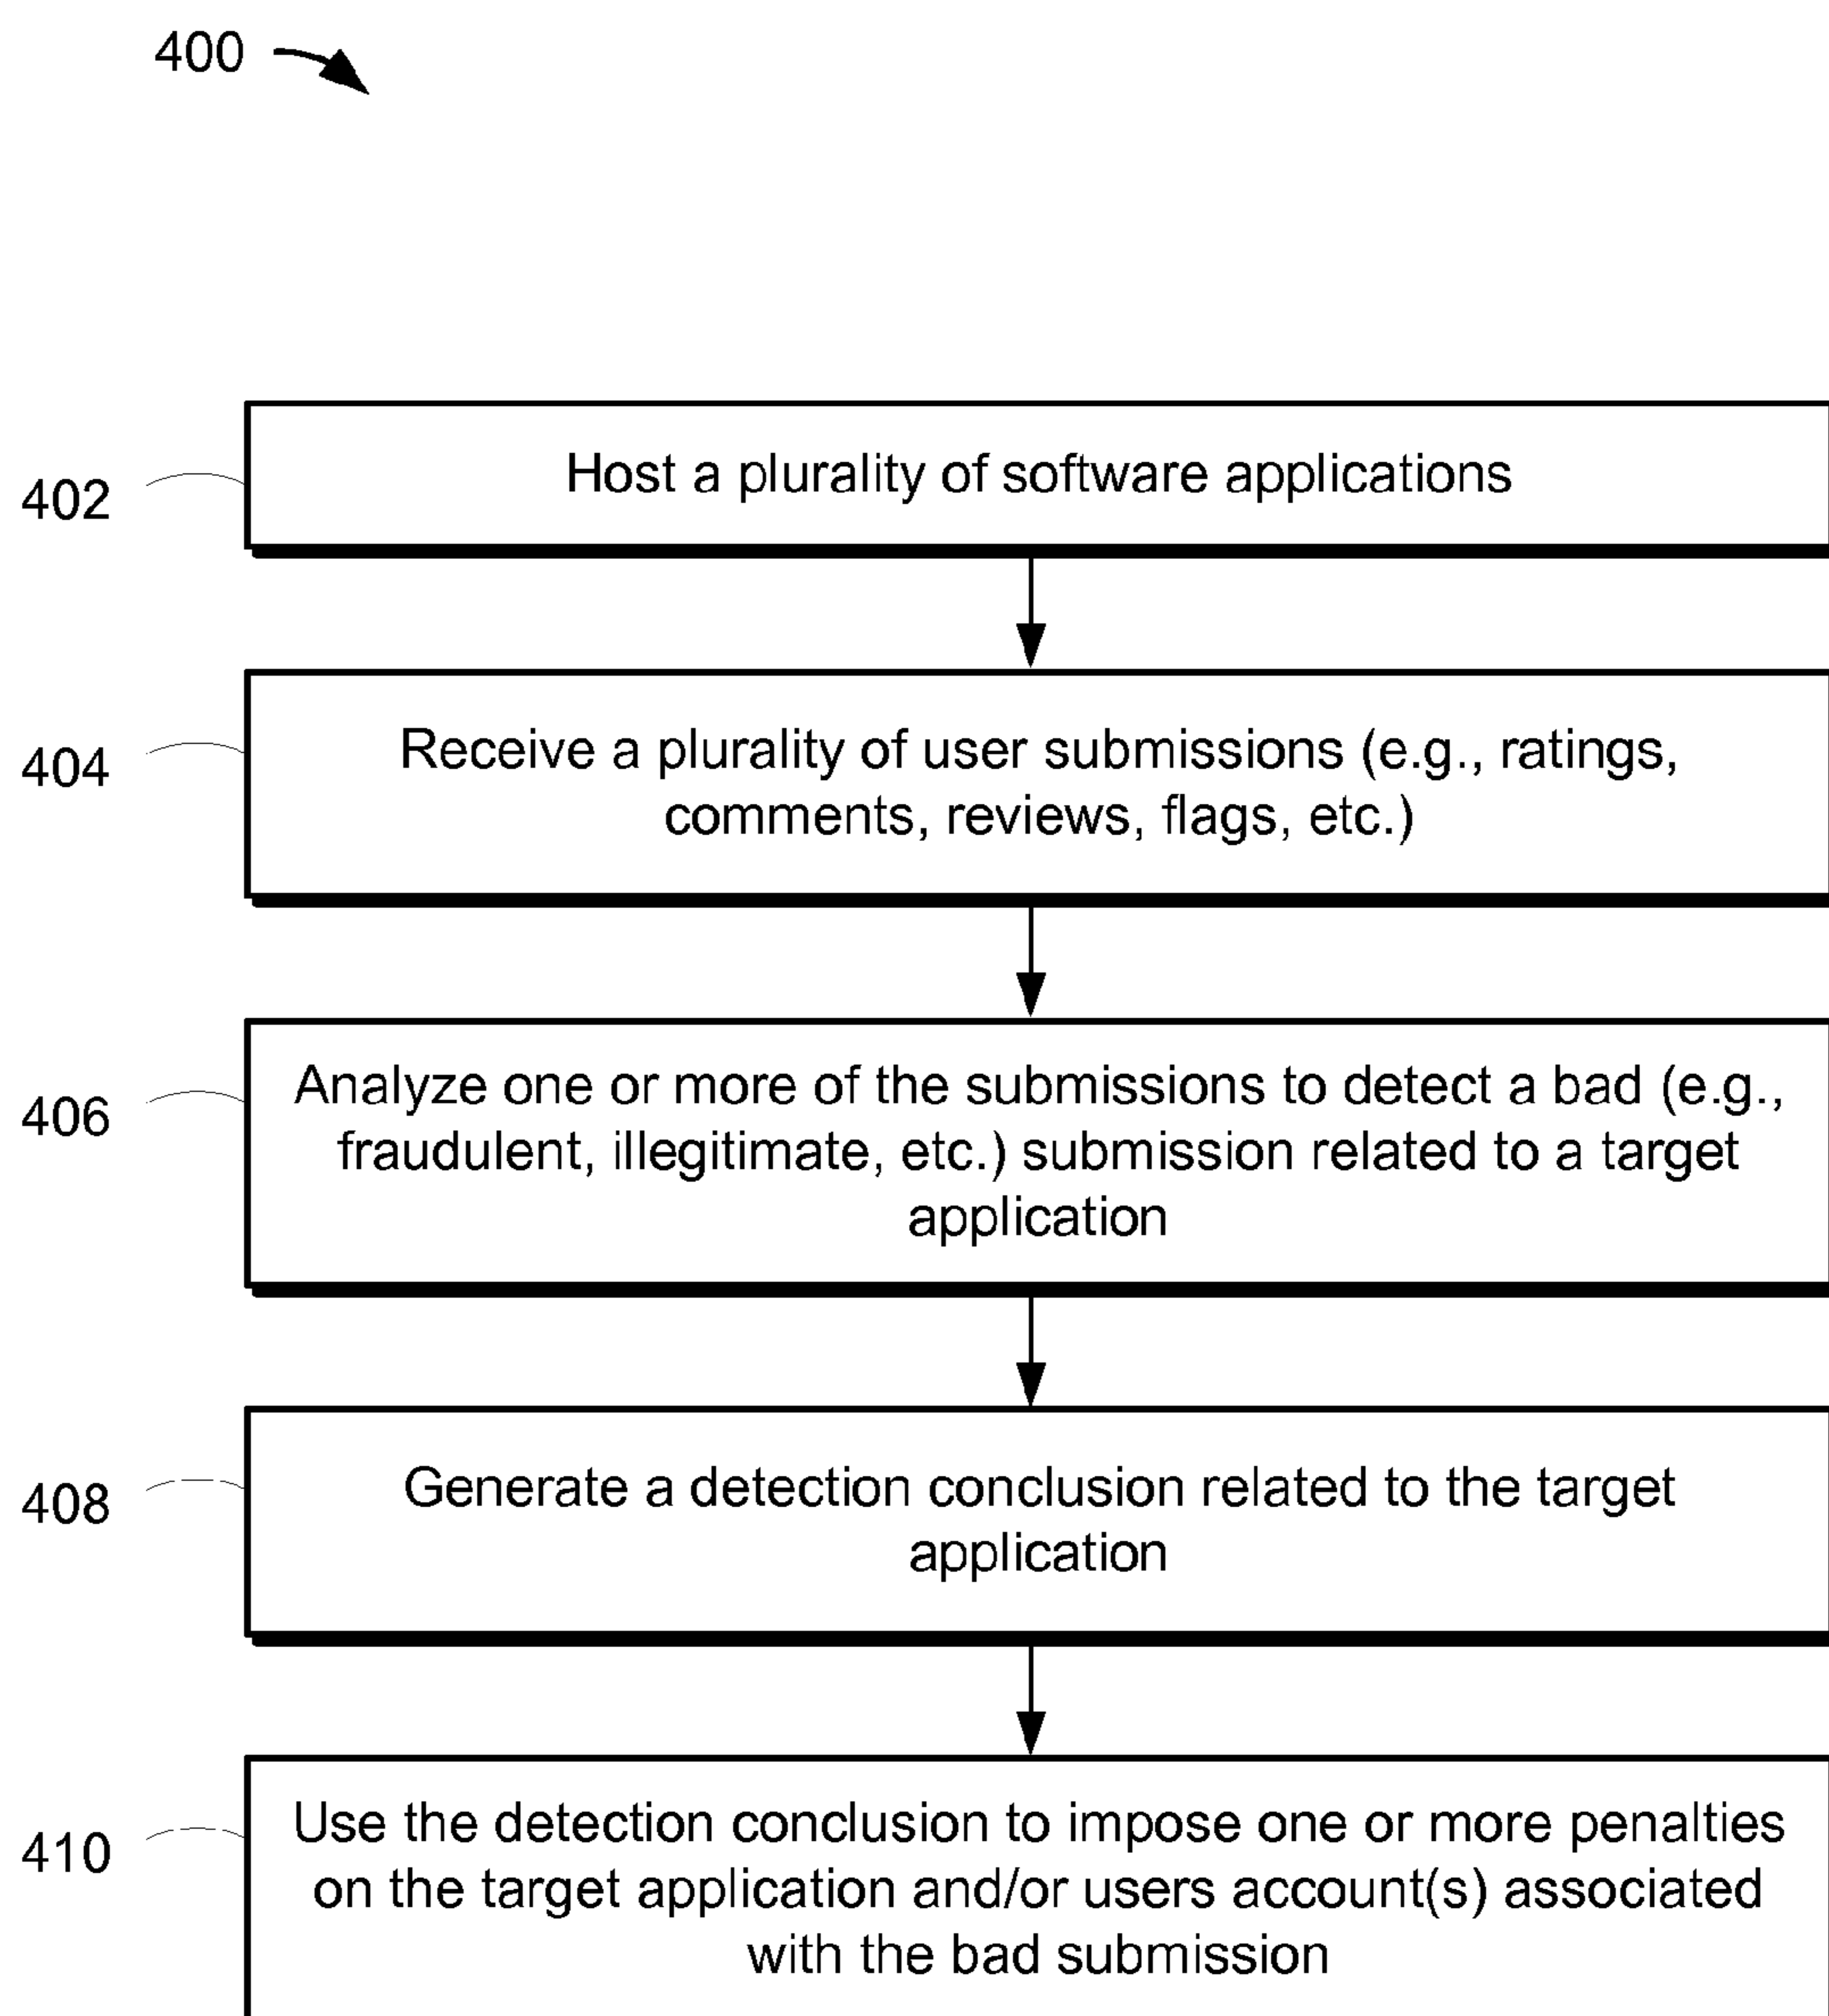 400
402
Host a plurality of software applications
404
Receive a plurality of user submissions (e.g., ratings,
comments, reviews, flags, etc.)
406
Analyze one or more of the submissions to detect a bad (e.g.,
fraudulent, illegitimate, etc.) submission related to a target
application
408
Generate a detection conclusion related to the target
application
410
Use the detection conclusion to impose one or more penalties
on the target application and/or users account(s) associated
with the bad submission